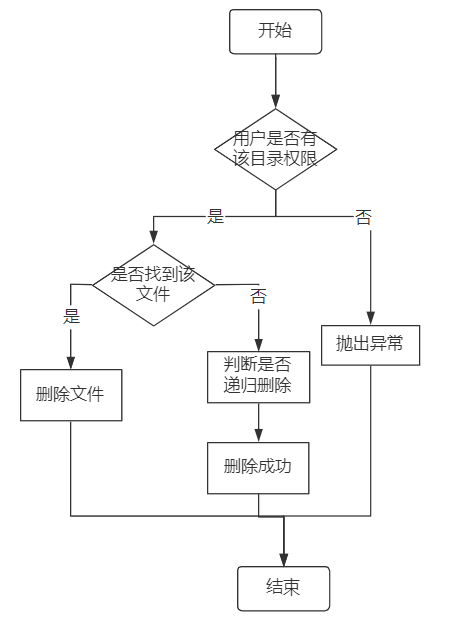 开始
用户是否有
该目录权限
是
否
是否找到该
文件
否
是
抛出异常
判断是否
递归删除
删除文件
删除成功
结束